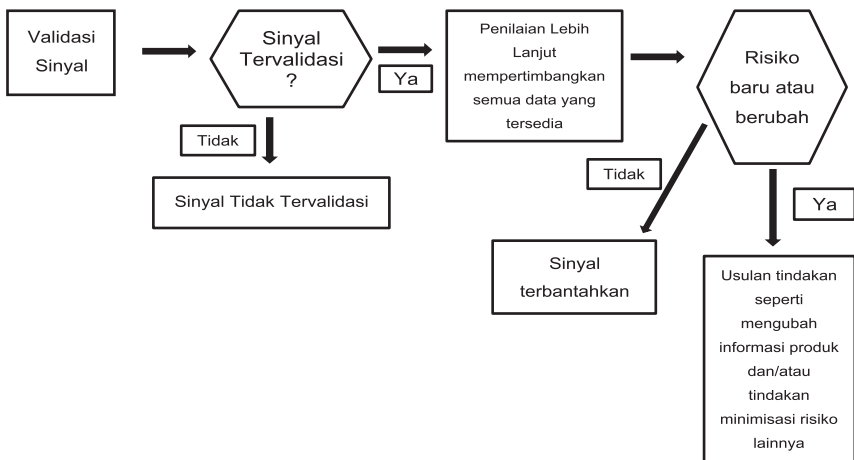 Validasi
Sinyal
Sinyal
Tervalidasi
?
Ya
Tidak
Sinyal Tidak Tervalidasi
Penilaian Lebih
Lanjut
mempertimbangkan
semua data yang
tersedia
Risiko
baru atau
berubah
Tidak
Sinyal
terbantahkan
Ya
Usulan tindakan
seperti
mengubah
informasi produk
dan/atau
tindakan
minimisasi risiko
lainnya